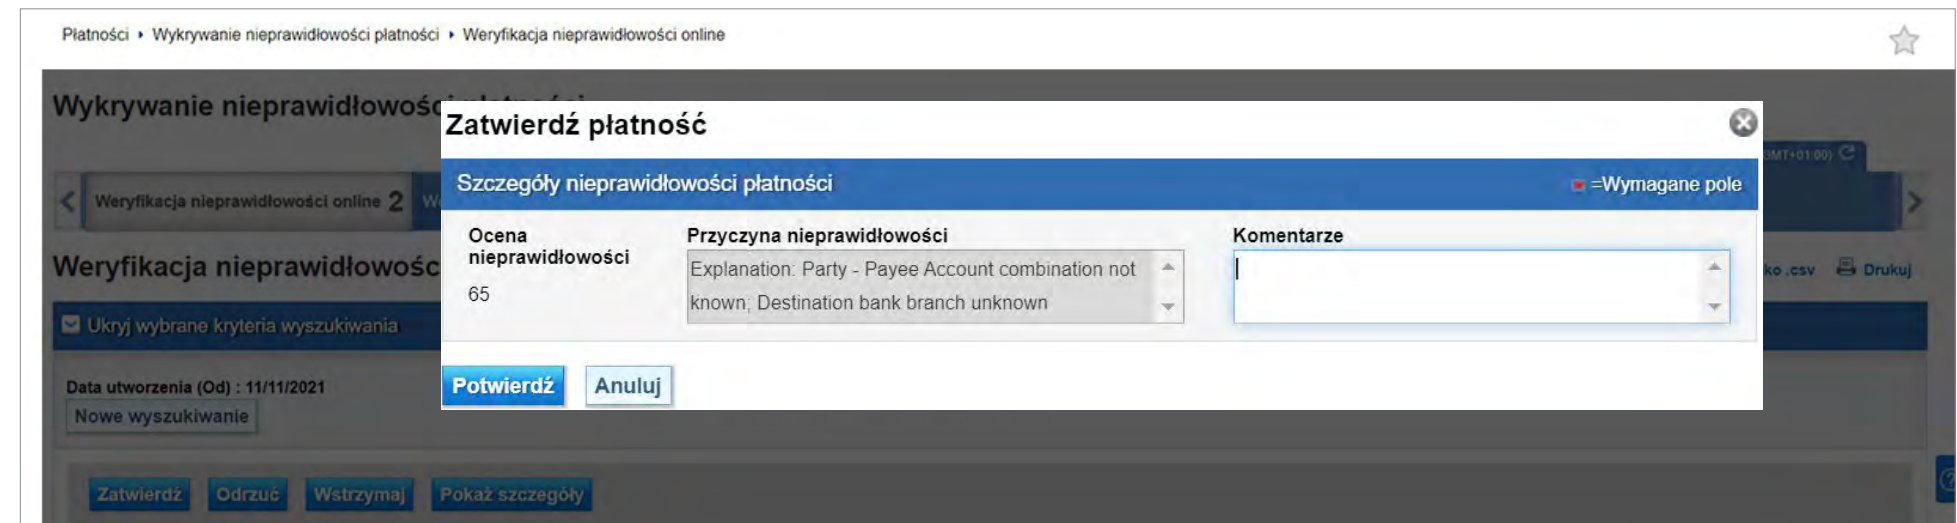 Płatności › Wykrywanie nieprawidłowości płatności › Weryfikacja nieprawidłowości online
Wykrywanie nieprawidłowośc
Zatwierdź płatność
GMT+01:00)
Szczegóły nieprawidłowości płatności
=Wymagane pole
Weryfikacja nieprawidłowości online 2
Ocena
nieprawidłowości
65
Przyczyna nieprawidłowości
Explanation: Party - Payee Account combination not
known; Destination bank branch unknown
Komentarze
Weryfikacja nieprawidłowośc
ko .csv Drukuj
Ukryj wybrane kryteria wyszukiwania
Potwierdź Anuluj
Data utworzenia (Od) : 11/11/2021
Nowe wyszukiwanie
Zatwierdź Odrzuć Wstrzymaj Pokaż szczegóły